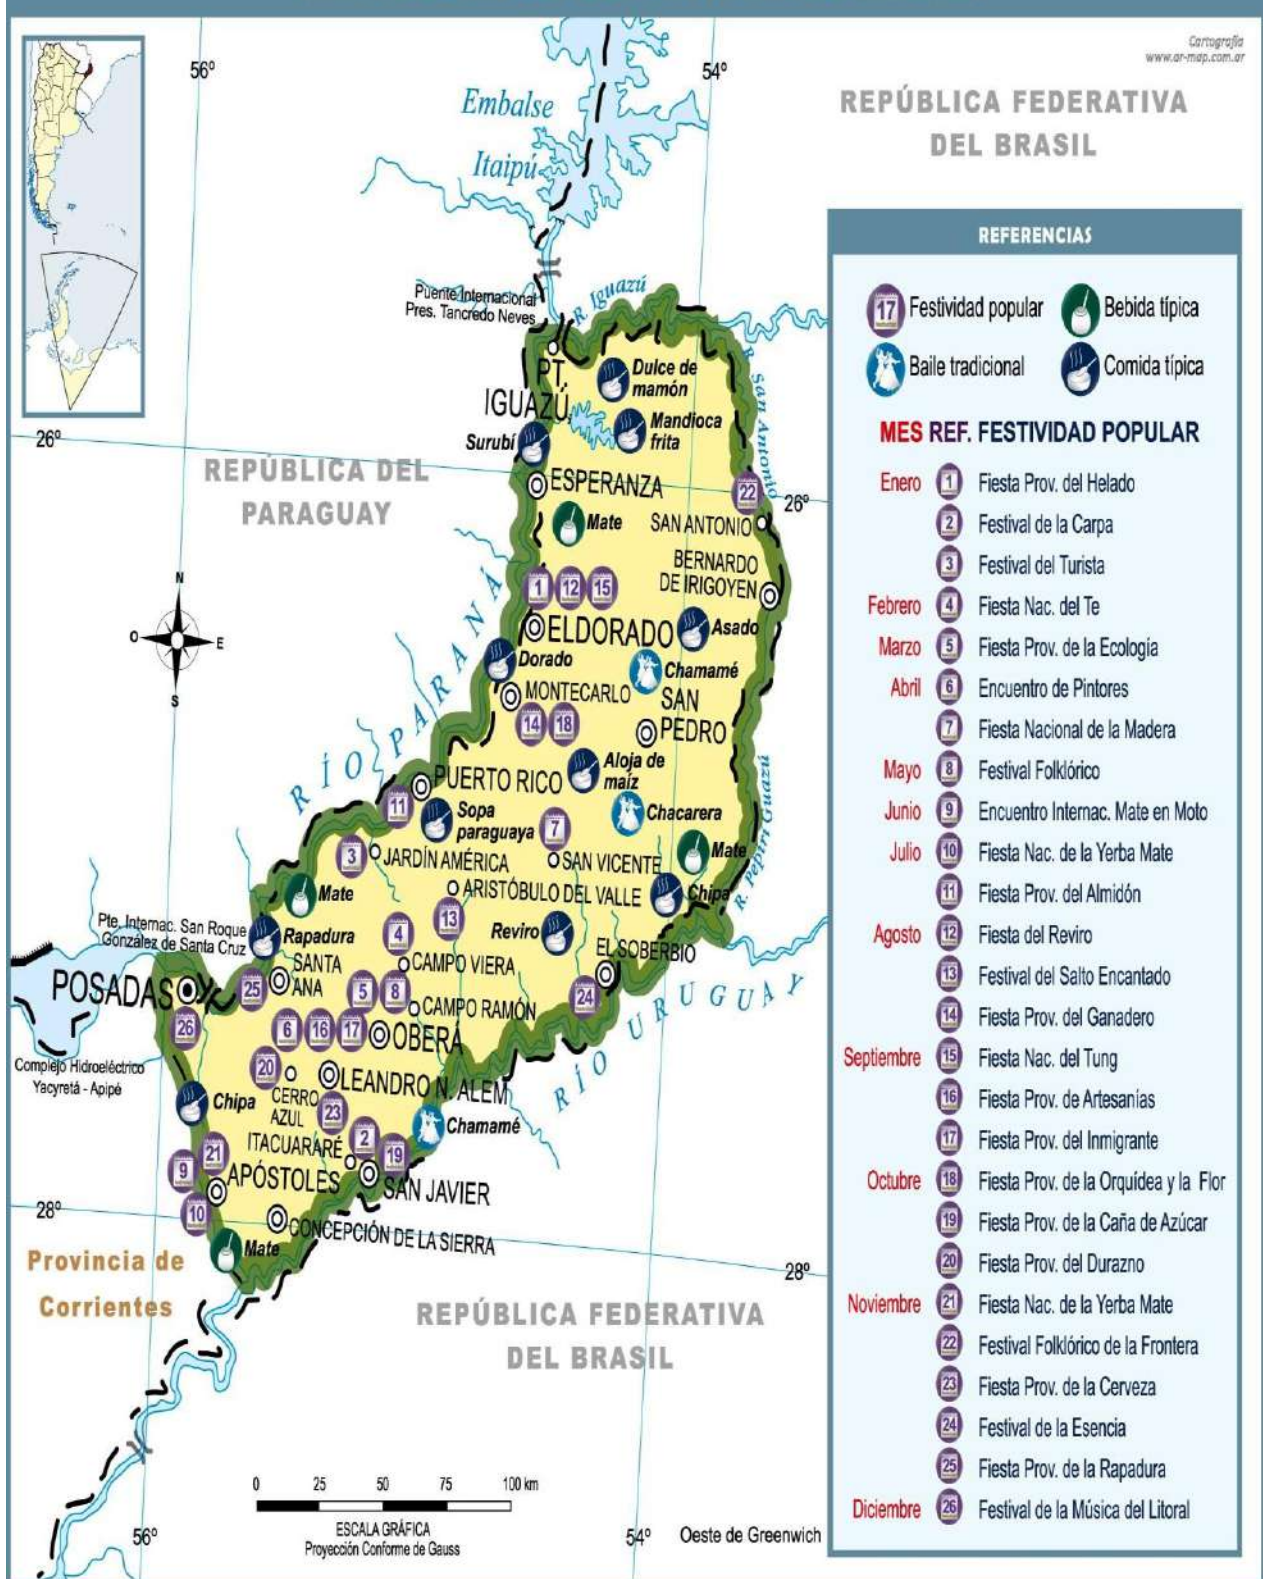 Cartografía
www.ar-map.com.ar
56º
54º
Embalse
Itaipú
REPÚBLICA FEDERATIVA
DEL BRASIL
Puente Internacional
Pres. Tancredo Neves
R. Iguazú
R. San Antonio
PT.
IGUAZÚ
Dulce de
mamón
Mandioca
frita
Surubí
26º
REPÚBLICA DEL
PARAGUAY
ESPERANZA
22
26º
Mate
SAN ANTONIO
BERNARDO
DE IRIGOYEN
N
O
E
S
1
12
15
ELDORADO
Asado
Dorado
Chamamé
MONTECARLO
SAN
PEDRO
14
18
RÍO PARANÁ
PUERTO RICO
Aloja de
maíz
11
Sopa
paraguaya
7
Chacarera
R. Pepirí Guazú
3
JARDÍN AMÉRICA
SAN VICENTE
Mate
Mate
ARISTÓBULO DEL VALLE
Chipa
Pte. Internac. San Roque
González de Santa Cruz
Rapadura
4
13
Reviro
EL SOBERBIO
POSADAS
SANTA
ANA
25
CAMPO VIERA
5
8
CAMPO RAMÓN
24
RÍO URUGUAY
26
6
16
17
OBERA
Complejo Hidroeléctrico
Yacyretá - Apipé
20
CERRO
AZUL
LEANDRO N. ALEM
Chipa
23
Chamamé
ITACUARARÉ
2
19
21
9
APÓSTOLES
SAN JAVIER
10
28º
CONCEPCIÓN DE LA SIERRA
Mate
28º
Provincia de
Corrientes
REPÚBLICA FEDERATIVA
DEL BRASIL
0 25 50 75 100 km
ESCALA GRÁFICA
Proyección Conforme de Gauss
56º
54º
Oeste de Greenwich
REFERENCIAS
17 Festividad popular
Bebida típica
Baile tradicional
Comida típica
MES REF. FESTIVIDAD POPULAR
Enero 1 Fiesta Prov. del Helado
2 Festival de la Carpa
3 Festival del Turista
Febrero 4 Fiesta Nac. del Te
Marzo 5 Fiesta Prov. de la Ecología
Abril 6 Encuentro de Pintores
7 Fiesta Nacional de la Madera
Mayo 8 Festival Folklórico
Junio 9 Encuentro Internac. Mate en Moto
Julio 10 Fiesta Nac. de la Yerba Mate
11 Fiesta Prov. del Almidón
Agosto 12 Fiesta del Reviro
13 Festival del Salto Encantado
14 Fiesta Prov. del Ganadero
Septiembre 15 Fiesta Nac. del Tung
16 Fiesta Prov. de Artesanías
17 Fiesta Prov. del Inmigrante
Octubre 18 Fiesta Prov. de la Orquídea y la Flor
19 Fiesta Prov. de la Caña de Azúcar
20 Fiesta Prov. del Durazno
Noviembre 21 Fiesta Nac. de la Yerba Mate
22 Festival Folklórico de la Frontera
23 Fiesta Prov. de la Cerveza
24 Festival de la Esencia
25 Fiesta Prov. de la Rapadura
Diciembre 26 Festival de la Música del Litoral